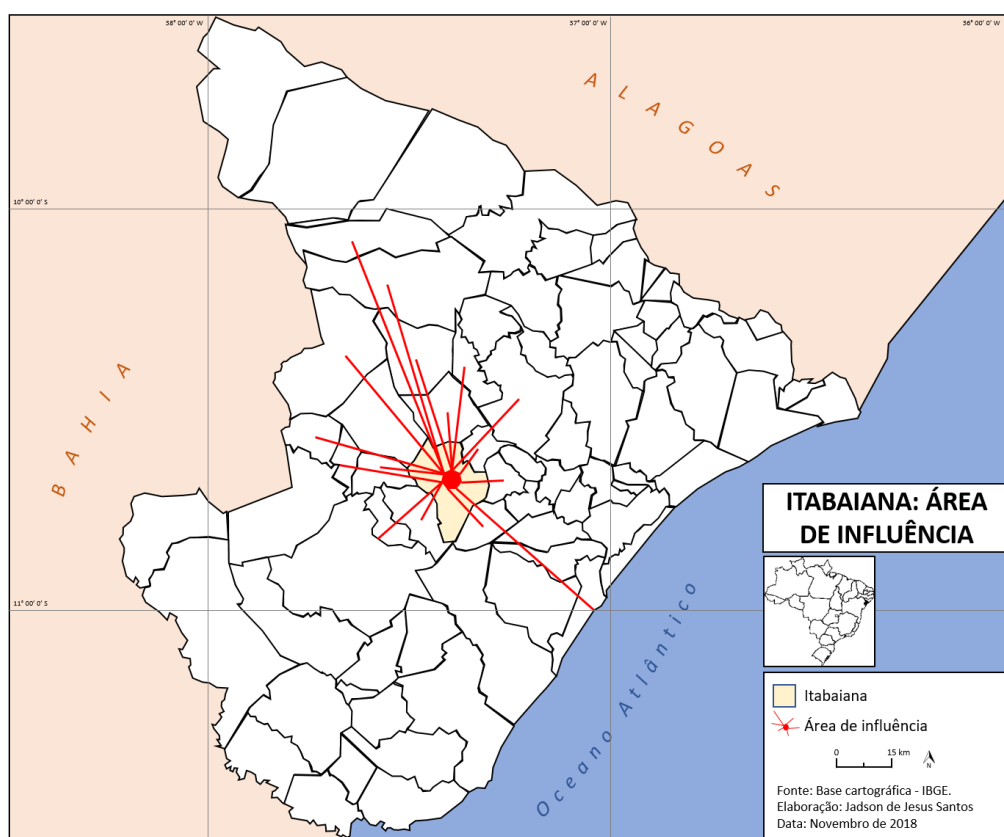 38° 00' 0" W
37° 00' 0" W
36° 00' 0" W
ALAGOAS
10° 00' 0' S
BAHIA
ITABAIANA: ÁREA
DE INFLUÊNCIA
11° 00' 0' S
Oceano Atlântico
Itabaiana
Área de influência
0 15 km
N
Fonte: Base cartográfica - IBGE.
Elaboração: Jadson de Jesus Santos
Data: Novembro de 2018